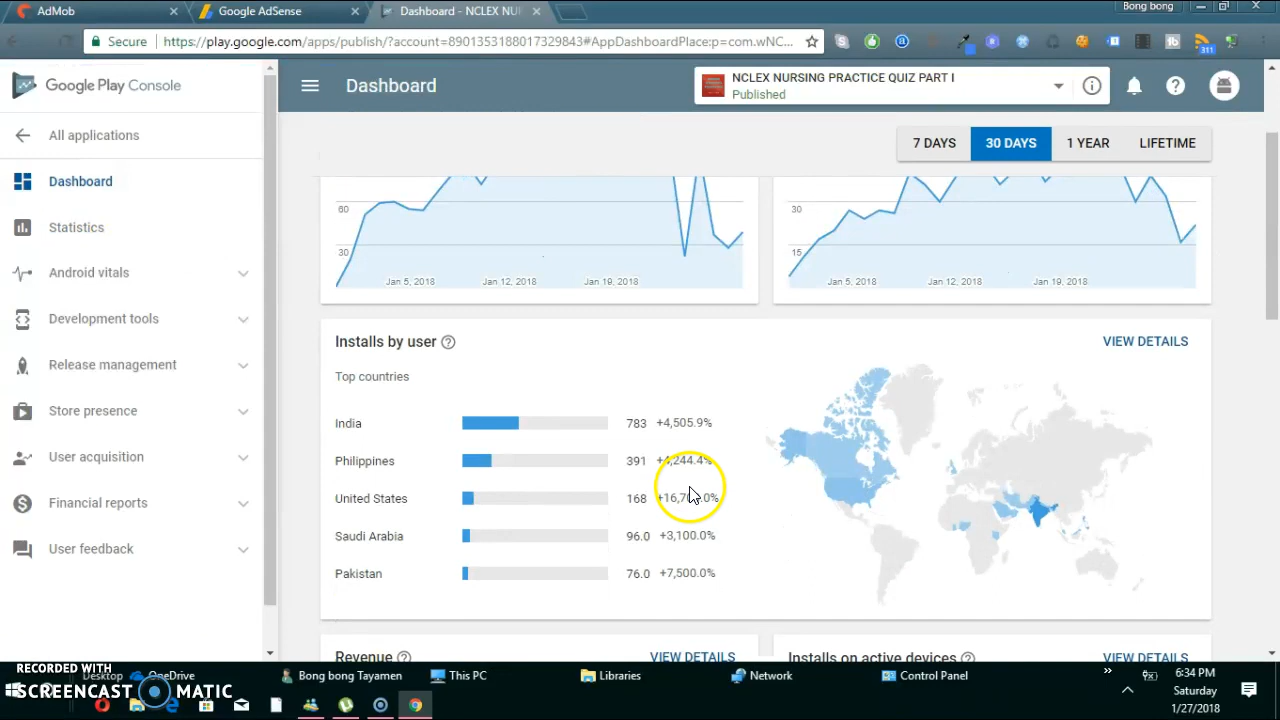 AdMob
Google AdSense
Dashboard - NCLEX NUR
Bong bong
Secure
https://play.google.com/apps/publish/?account=8901353188017329843#AppDashboardPlace:p=com.wNC...
311
Google Play Console
Dashboard
NCLEX NURSING PRACTICE QUIZ PART I
Published
All applications
Dashboard
Statistics
Android vitals
Development tools
Release management
Store presence
User acquisition
Financial reports
User feedback
7 DAYS
30 DAYS
1 YEAR
LIFETIME
60
30
Jan 5, 2018
Jan 12, 2018
Jan 19, 2018
30
15
Jan 5, 2018
Jan 12, 2018
Jan 19, 2018
Installs by user
VIEW DETAILS
Top countries
India 783 +4,505.9%
Philippines 391 +4,244.4%
United States 168
Saudi Arabia 96.0 +3,100.0%
Pakistan 76.0 +7,500.0%
Revenue
VIEW DETAILS
Installs on active devices
VIEW DETAILS
RECORDED WITH
SCREENCAST MATIC
Desktop
OneDrive
Bong bong Tayamen
This PC
Libraries
Network
Control Panel
6:34 PM
Saturday
1/27/2018